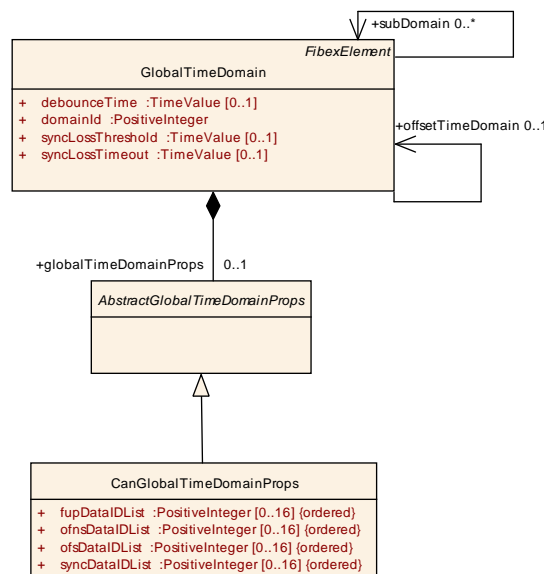 +subDomain 0..*
FibexElement
GlobalTimeDomain
+ debounceTime :TimeValue [0..1]
+ domainId :PositiveInteger
+ syncLossThreshold :TimeValue [0..1]
+ syncLossTimeout :TimeValue [0..1]
+offsetTimeDomain 0..1
+globalTimeDomainProps 0..1
AbstractGlobalTimeDomainProps
CanGlobalTimeDomainProps
+ fupDataIDList :PositiveInteger [0..16] {ordered}
+ ofnsDataIDList :PositiveInteger [0..16] {ordered}
+ ofsDataIDList :PositiveInteger [0..16] {ordered}
+ syncDataIDList :PositiveInteger [0..16] {ordered}